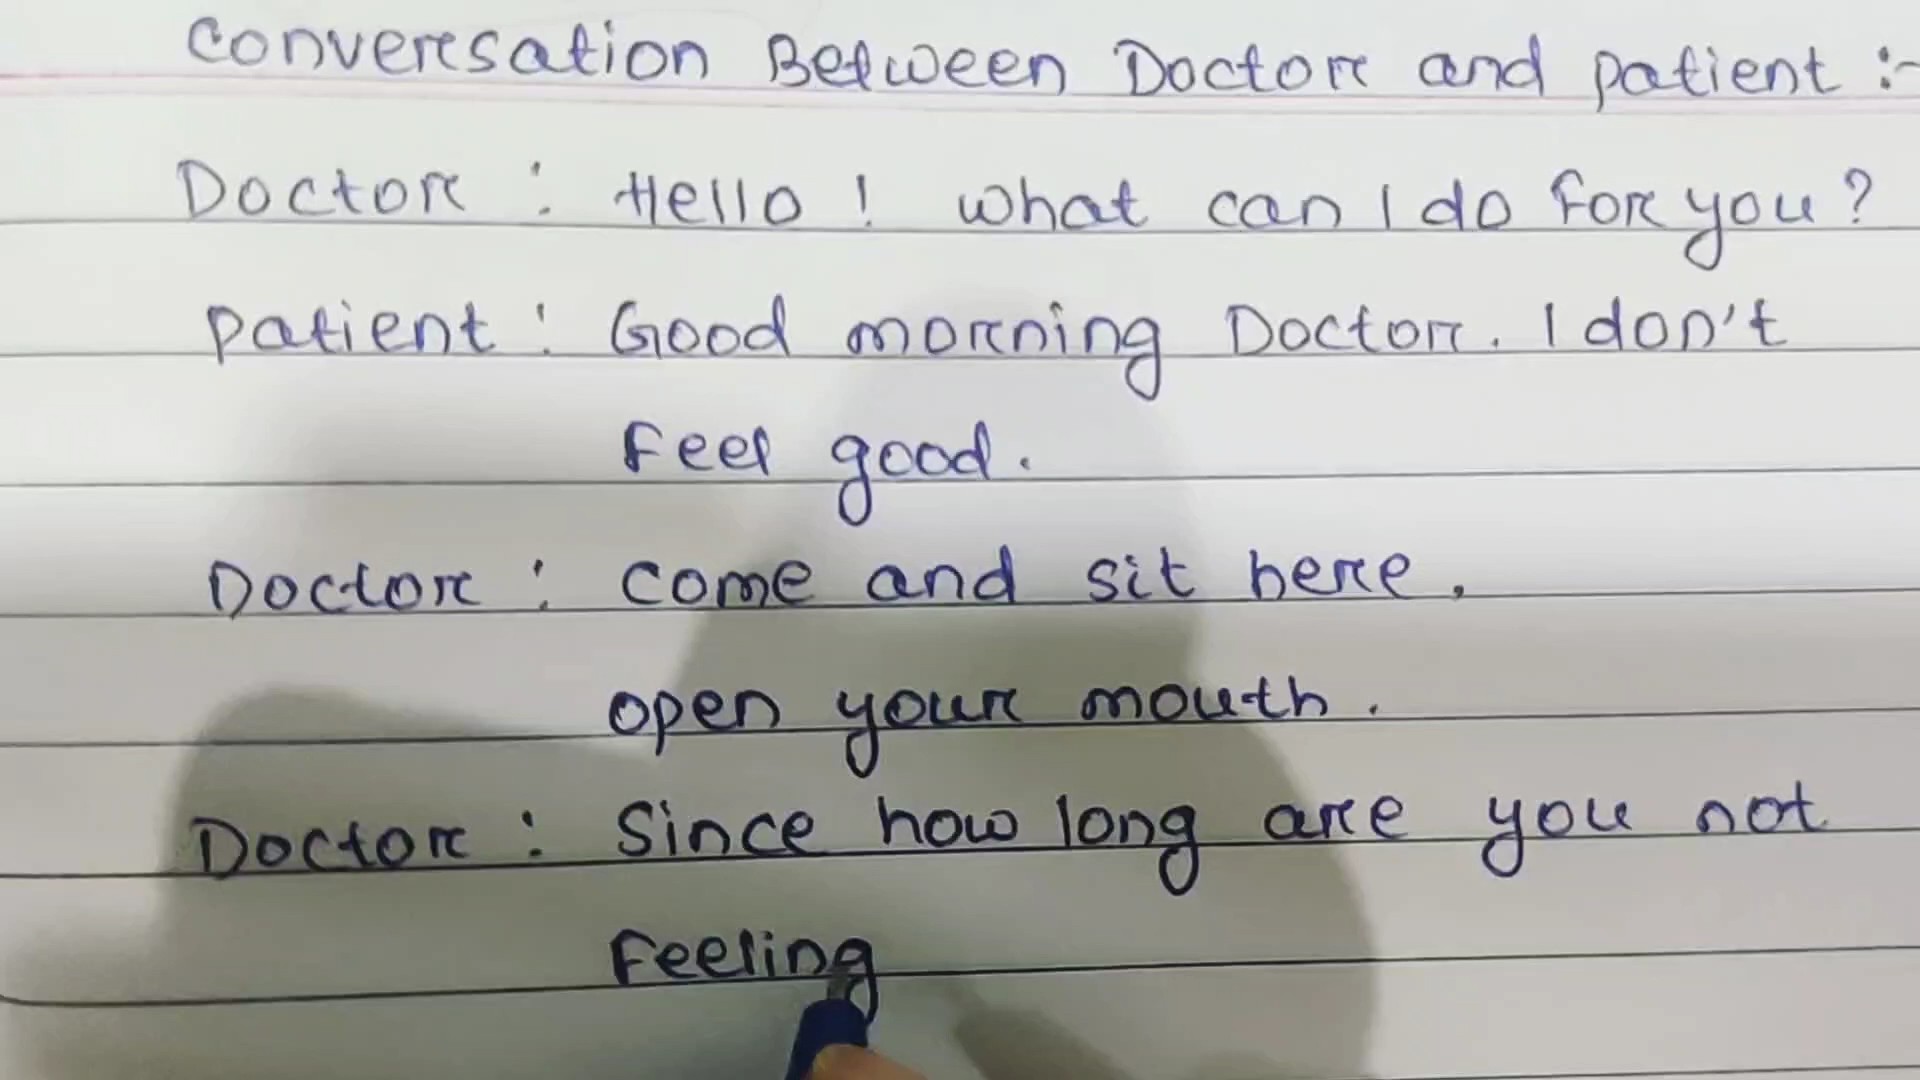 Conversation Between Doctor and patient :-
Doctor : Hello ! what can I do for you ?
patient : Good morning Doctor. I don't
feel good.
Doctor : come and sit here.
open your mouth.
Doctor : Since how long are you not
feeling